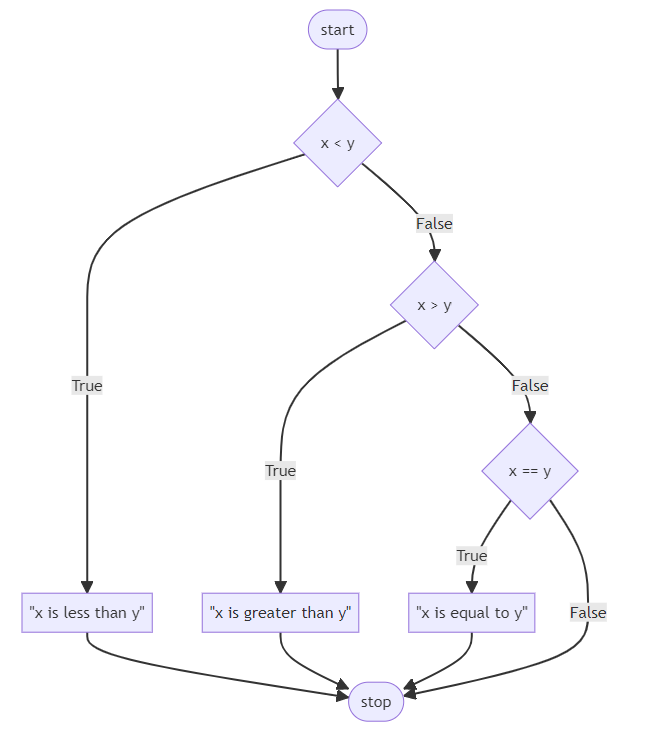 start
x < y
False
x > y
True
False
True
x == y
True
"x is less than y"
"x is greater than y"
"x is equal to y"
False
stop